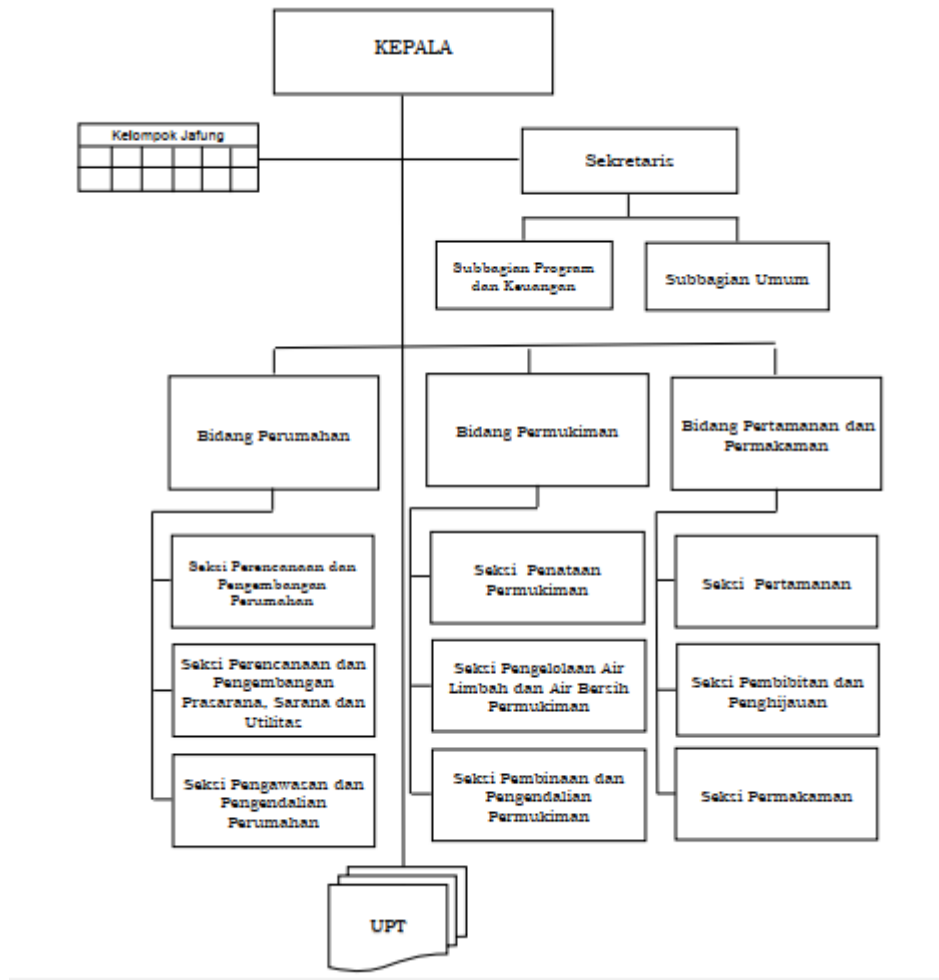 KEPALA
Kelompok Jafung
Sekretaris
Subbagian Program
dan Keuangan
Subbagian Umum
Bidang Perumahan
Bidang Permukiman
Bidang Pertamanan dan
Permakaman
Seksi Perencanaan dan
Pengembangan
Perumahan
Seksi Penataan
Permukiman
Seksi Pertamanan
Seksi Perencanaan dan
Pengembangan
Prasarana, Sarana dan
Utilitas
Seksi Pengelolaan Air
Limbah dan Air Bersih
Permukiman
Seksi Pembibitan dan
Penghijauan
Seksi Pengawasan dan
Pengendalian
Perumahan
Seksi Pembinaan dan
Pengendalian
Permukiman
Seksi Permakaman
UPT